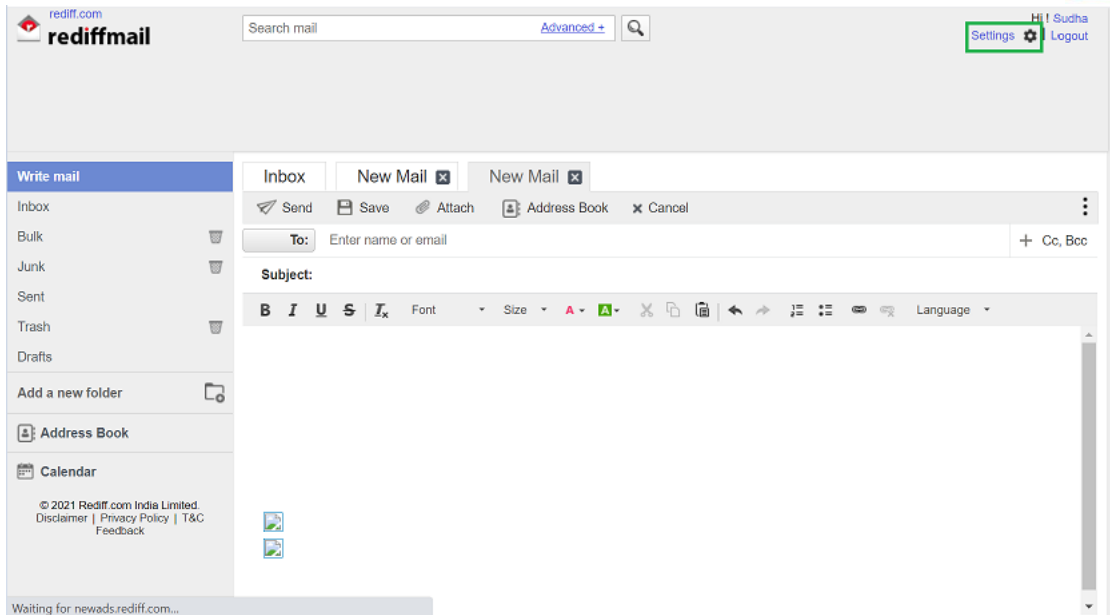 rediff.com
rediffmail
Search mail Advanced +
Hi ! Sudha
Settings | Logout
Write mail
Inbox
Bulk
Junk
Sent
Trash
Drafts
Add a new folder
Address Book
Calendar
© 2021 Rediff.com India Limited.
Disclaimer | Privacy Policy | T&C
Feedback
Inbox New Mail New Mail
Send Save Attach Address Book Cancel
To: Enter name or email + Cc, Bcc
Subject:
B I U S Ix Font Size A A Language
Waiting for newads.rediff.com...